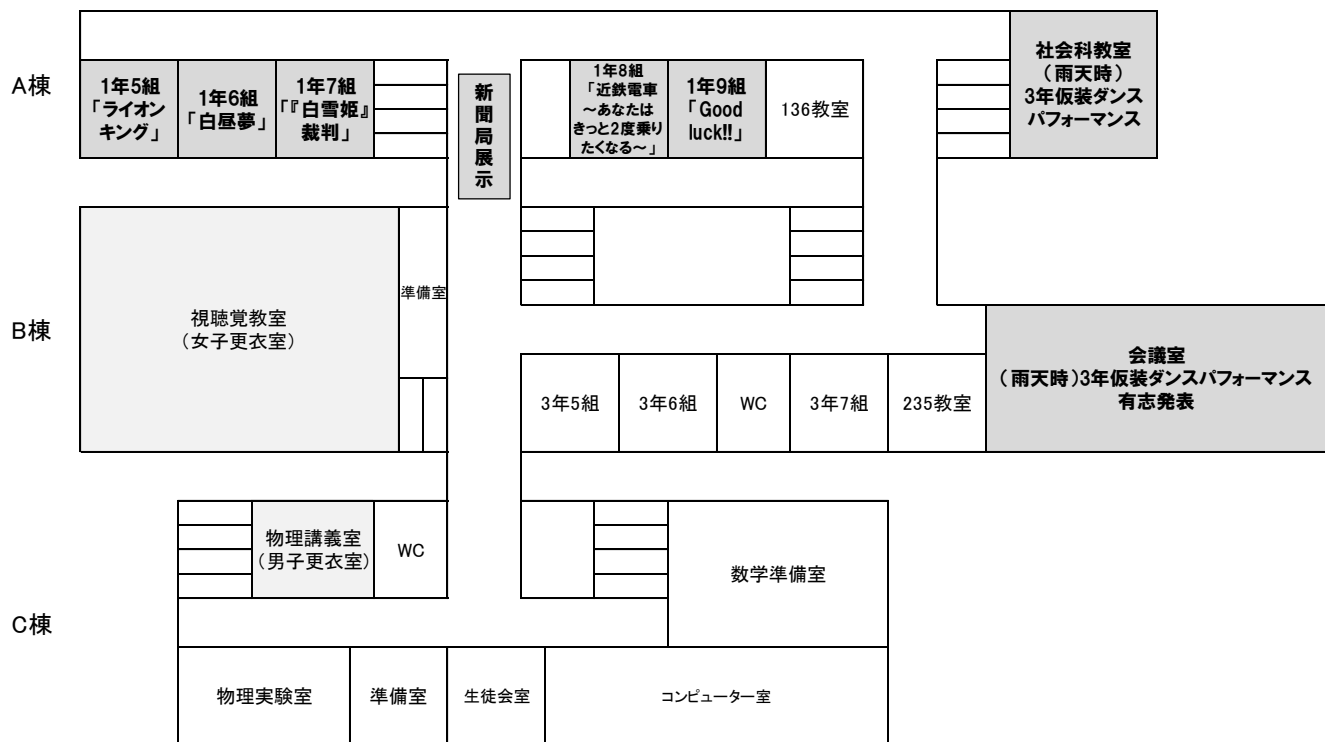 A棟
1年5組
「ライオン
キング」
1年6組
「白昼夢」
1年7組
「『白雪姫』
裁判」
新聞局展示
1年8組
「近鉄電車
～あなたは
きっと2度乗り
たくなる～」
1年9組
「Good
luck!!」
136教室
社会科教室
（雨天時）
3年仮装ダンス
パフォーマンス
B棟
視聴覚教室
（女子更衣室）
準備室
3年5組
3年6組
WC
3年7組
235教室
会議室
（雨天時）3年仮装ダンスパフォーマンス
有志発表
C棟
物理講義室
（男子更衣室）
WC
数学準備室
物理実験室
準備室
生徒会室
コンピューター室